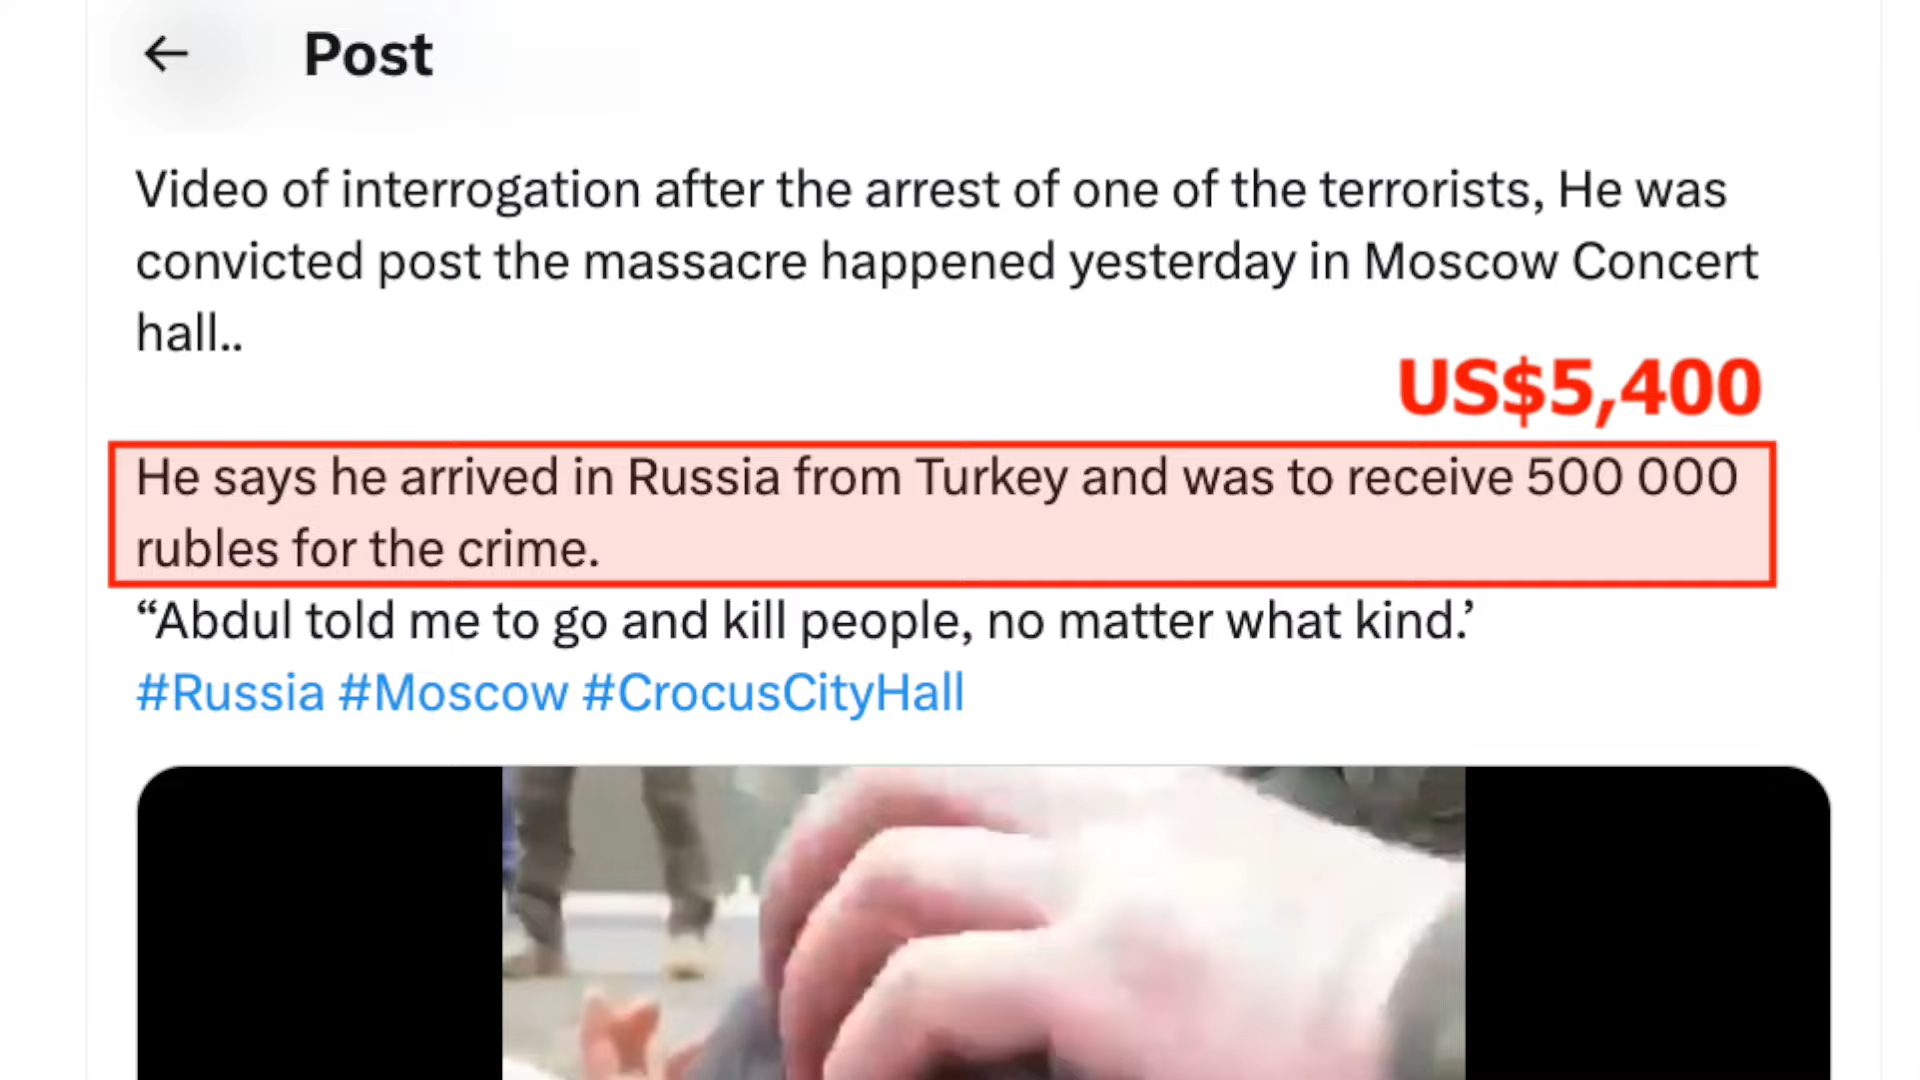 Post
Video of interrogation after the arrest of one of the terrorists, He was
convicted post the massacre happened yesterday in Moscow Concert
hall..
US$5,400
He says he arrived in Russia from Turkey and was to receive 500 000
rubles for the crime.
“Abdul told me to go and kill people, no matter what kind.’
#Russia #Moscow #CrocusCityHall